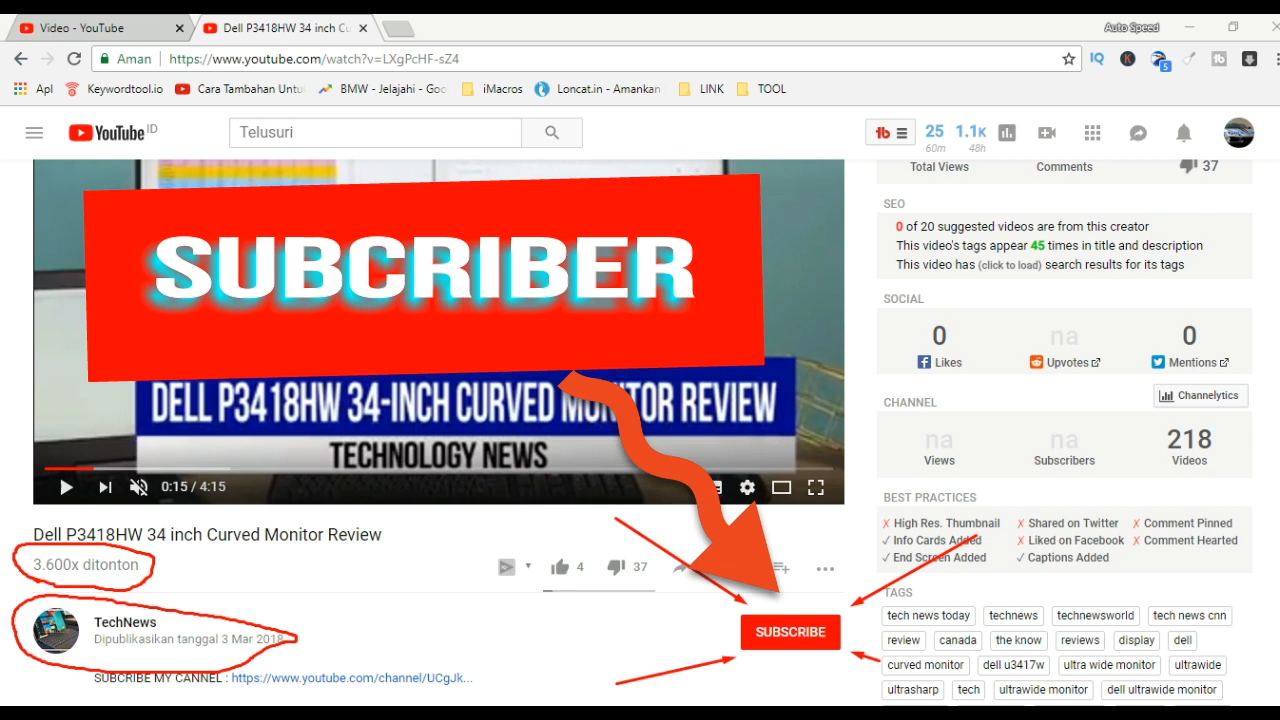 Video - YouTube
Dell P3418HW 34 inch Cu
Auto Speed
Aman
https://www.youtube.com/watch?v=LXgPcHF-sZ4
IQ
K
5
tb
Apl
Keywordtool.io
Cara Tambahan Untu
BMW - Jelajahi - Goo
iMacros
Loncat.in - Amankan
LINK
TOOL
YouTube ID
Telusuri
tb
25
60m
1.1K
48h
Total Views
Comments
37
SEO
0 of 20 suggested videos are from this creator
This video's tags appear 45 times in title and description
This video has (click to load) search results for its tags
SUBCRIBER
SOCIAL
0
na
0
Likes
Upvotes
Mentions
DELL P3418HW 34-INCH CURVED MONITOR REVIEW
TECHNOLOGY NEWS
CHANNEL
Channelytics
na
na
218
Views
Subscribers
Videos
0:15 / 4:15
BEST PRACTICES
✗ High Res. Thumbnail
✗ Shared on Twitter
✗ Comment Pinned
✓ Info Cards Added
✗ Liked on Facebook
✗ Comment Hearted
✓ End Screen Added
✓ Captions Added
Dell P3418HW 34 inch Curved Monitor Review
3.600x ditonton
4
37
TechNews
Dipublikasikan tanggal 3 Mar 2018
SUBSCRIBE
SUBCRIBE MY CANNEL : https://www.youtube.com/channel/UCgJk...
TAGS
tech news today
technews
technewsworld
tech news cnn
review
canada
the know
reviews
display
dell
curved monitor
dell u3417w
ultra wide monitor
ultrawide
ultrasharp
tech
ultrawide monitor
dell ultrawide monitor